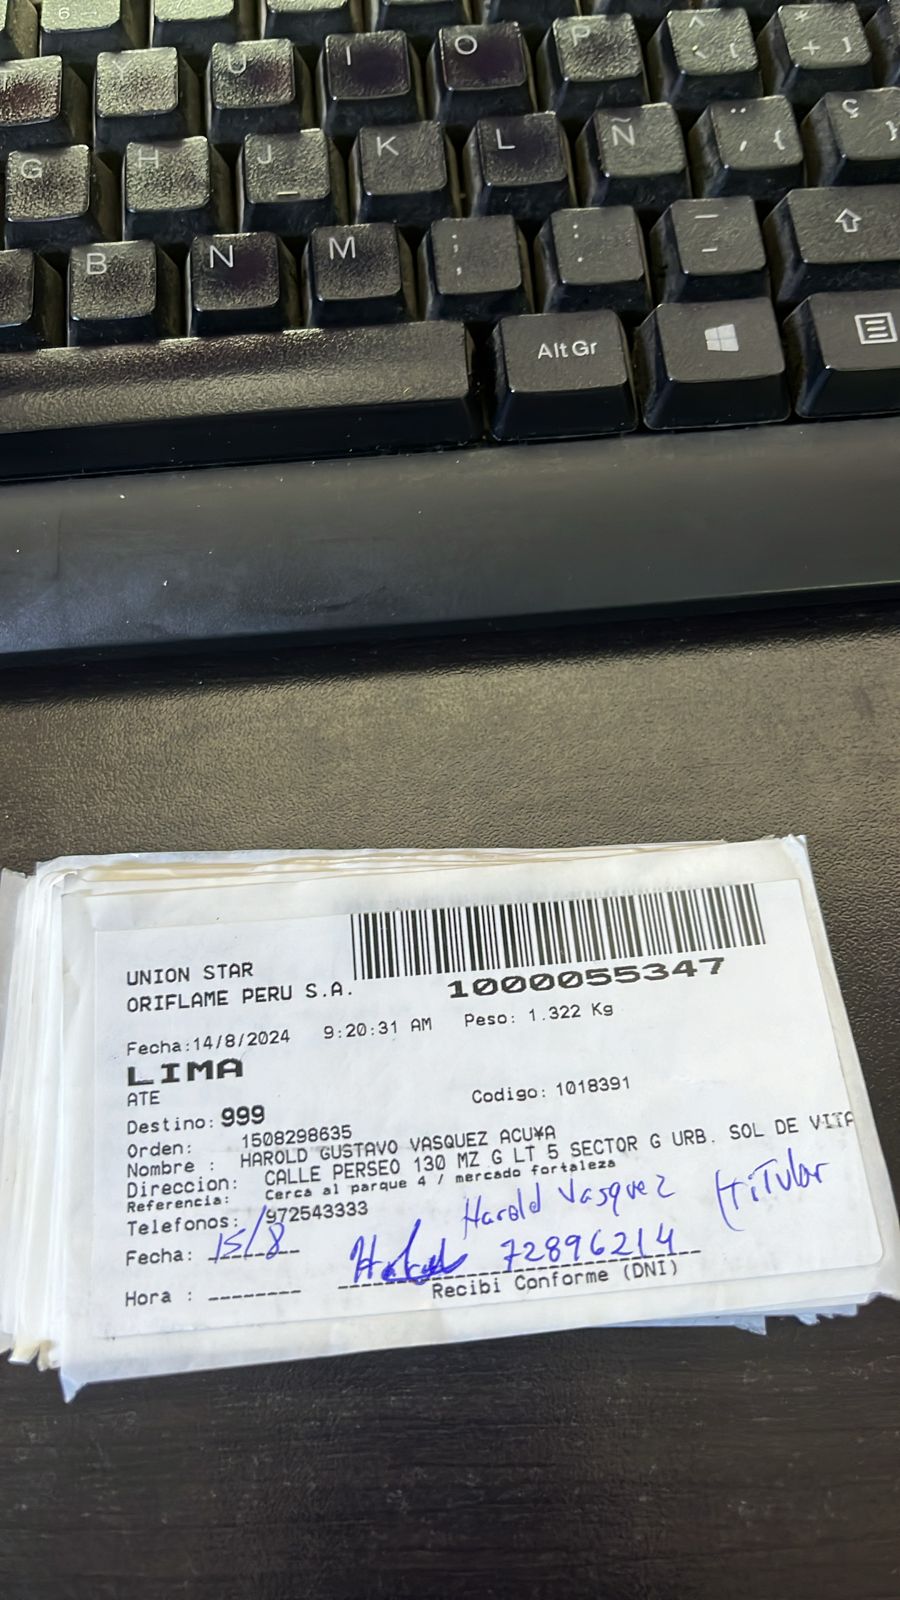 6
Y U I O P ^ [ * + ]
G H J K L Ñ ¨ ´ { ç }
B N M ; , : . _ -
Alt Gr
UNION STAR
ORIFLAME PERU S.A.
1000055347
Fecha:14/8/2024 9:20:31 AM Peso: 1.322 Kg
LIMA
ATE
Codigo: 1018391
Destino: 999
Orden: 1508298635
Nombre : HAROLD GUSTAVO VASQUEZ ACU¥A
Direccion: CALLE PERSEO 130 MZ G LT 5 SECTOR G URB. SOL DE VITA
Referencia: Cerca al parque 4 / mercado fortaleza
Telefonos: 972543333
Harold Vasquez (TiTular
Fecha: 15/8
72896214
Hora : --------
Recibi Conforme (DNI)